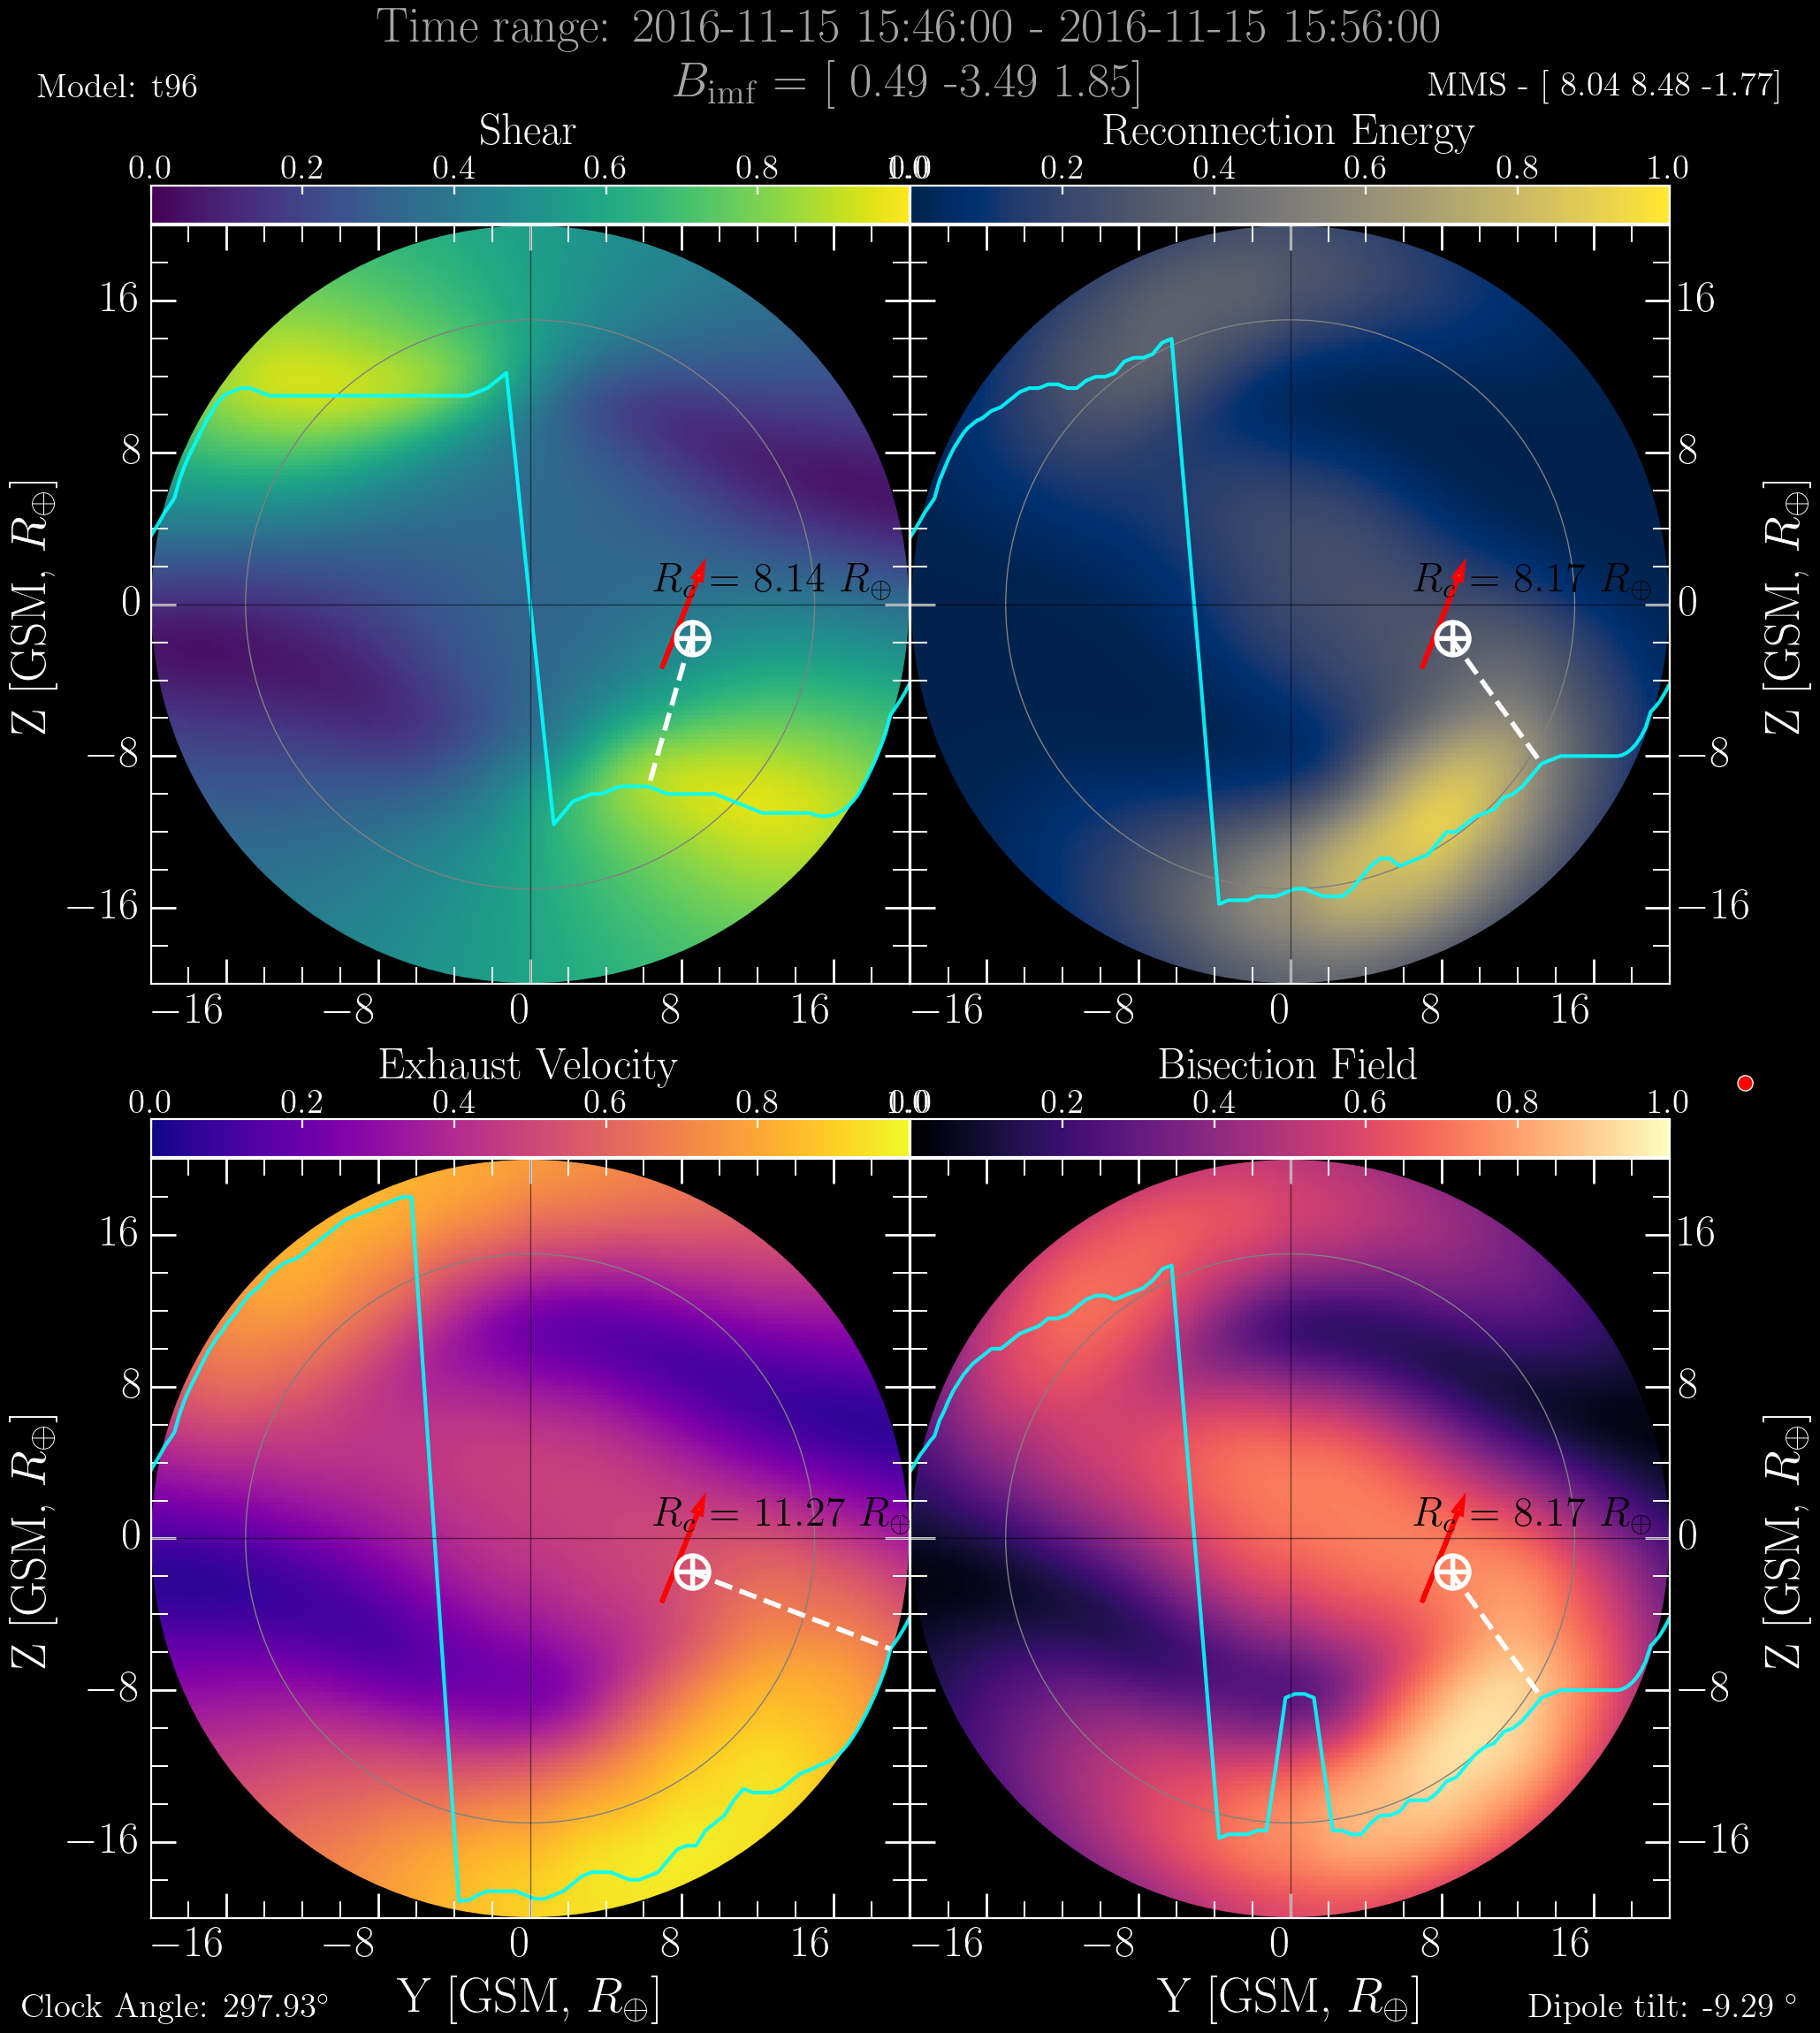 Time range: 2016-11-15 15:46:00 - 2016-11-15 15:56:00
Model: t96
B_imf = [ 0.49 -3.49 1.85]
MMS - [ 8.04 8.48 -1.77]
Shear
Reconnection Energy
0.0 0.2 0.4 0.6 0.8 1.0
0.0 0.2 0.4 0.6 0.8 1.0
16
8
0
−8
−16
Z [GSM, R⊕]
R_c = 8.14 R⊕
R_c = 8.17 R⊕
16
8
0
−8
−16
Z [GSM, R⊕]
−16 −8 0 8 16
−16 −8 0 8 16
Exhaust Velocity
Bisection Field
0.0 0.2 0.4 0.6 0.8 1.0
0.0 0.2 0.4 0.6 0.8 1.0
16
8
0
−8
−16
Z [GSM, R⊕]
R_c = 11.27 R⊕
R_c = 8.17 R⊕
16
8
0
−8
−16
Z [GSM, R⊕]
−16 −8 0 8 16
−16 −8 0 8 16
Y [GSM, R⊕]
Y [GSM, R⊕]
Clock Angle: 297.93°
Dipole tilt: -9.29 °